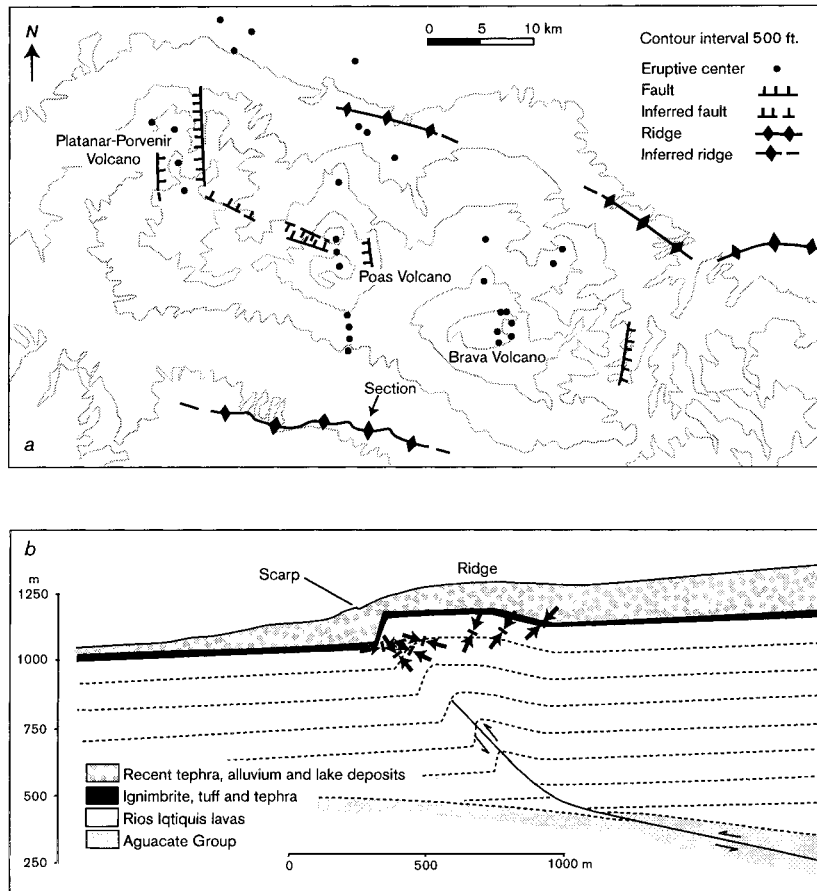 N
0 5 10 km
Contour interval 500 ft.
Eruptive center
Fault
Inferred fault
Ridge
Inferred ridge
Platanar-Porvenir
Volcano
Poas Volcano
Brava Volcano
Section
a
b
m
1250
1000
750
500
250
Scarp
Ridge
Recent tephra, alluvium and lake deposits
Ignimbrite, tuff and tephra
Rios Iqtiquis lavas
Aguacate Group
0 500 1000 m